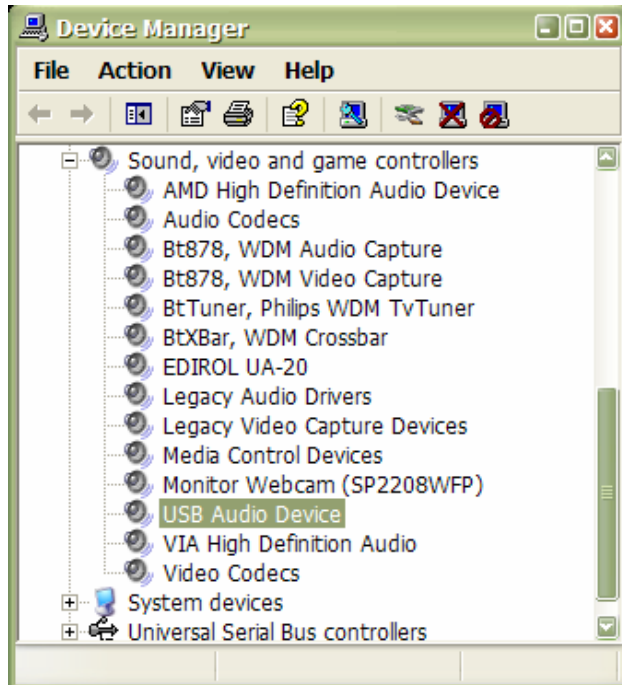 Device Manager
File Action View Help
Sound, video and game controllers
AMD High Definition Audio Device
Audio Codecs
Bt878, WDM Audio Capture
Bt878, WDM Video Capture
BtTuner, Philips WDM TvTuner
BtXBar, WDM Crossbar
EDIROL UA-20
Legacy Audio Drivers
Legacy Video Capture Devices
Media Control Devices
Monitor Webcam (SP2208WFP)
USB Audio Device
VIA High Definition Audio
Video Codecs
System devices
Universal Serial Bus controllers